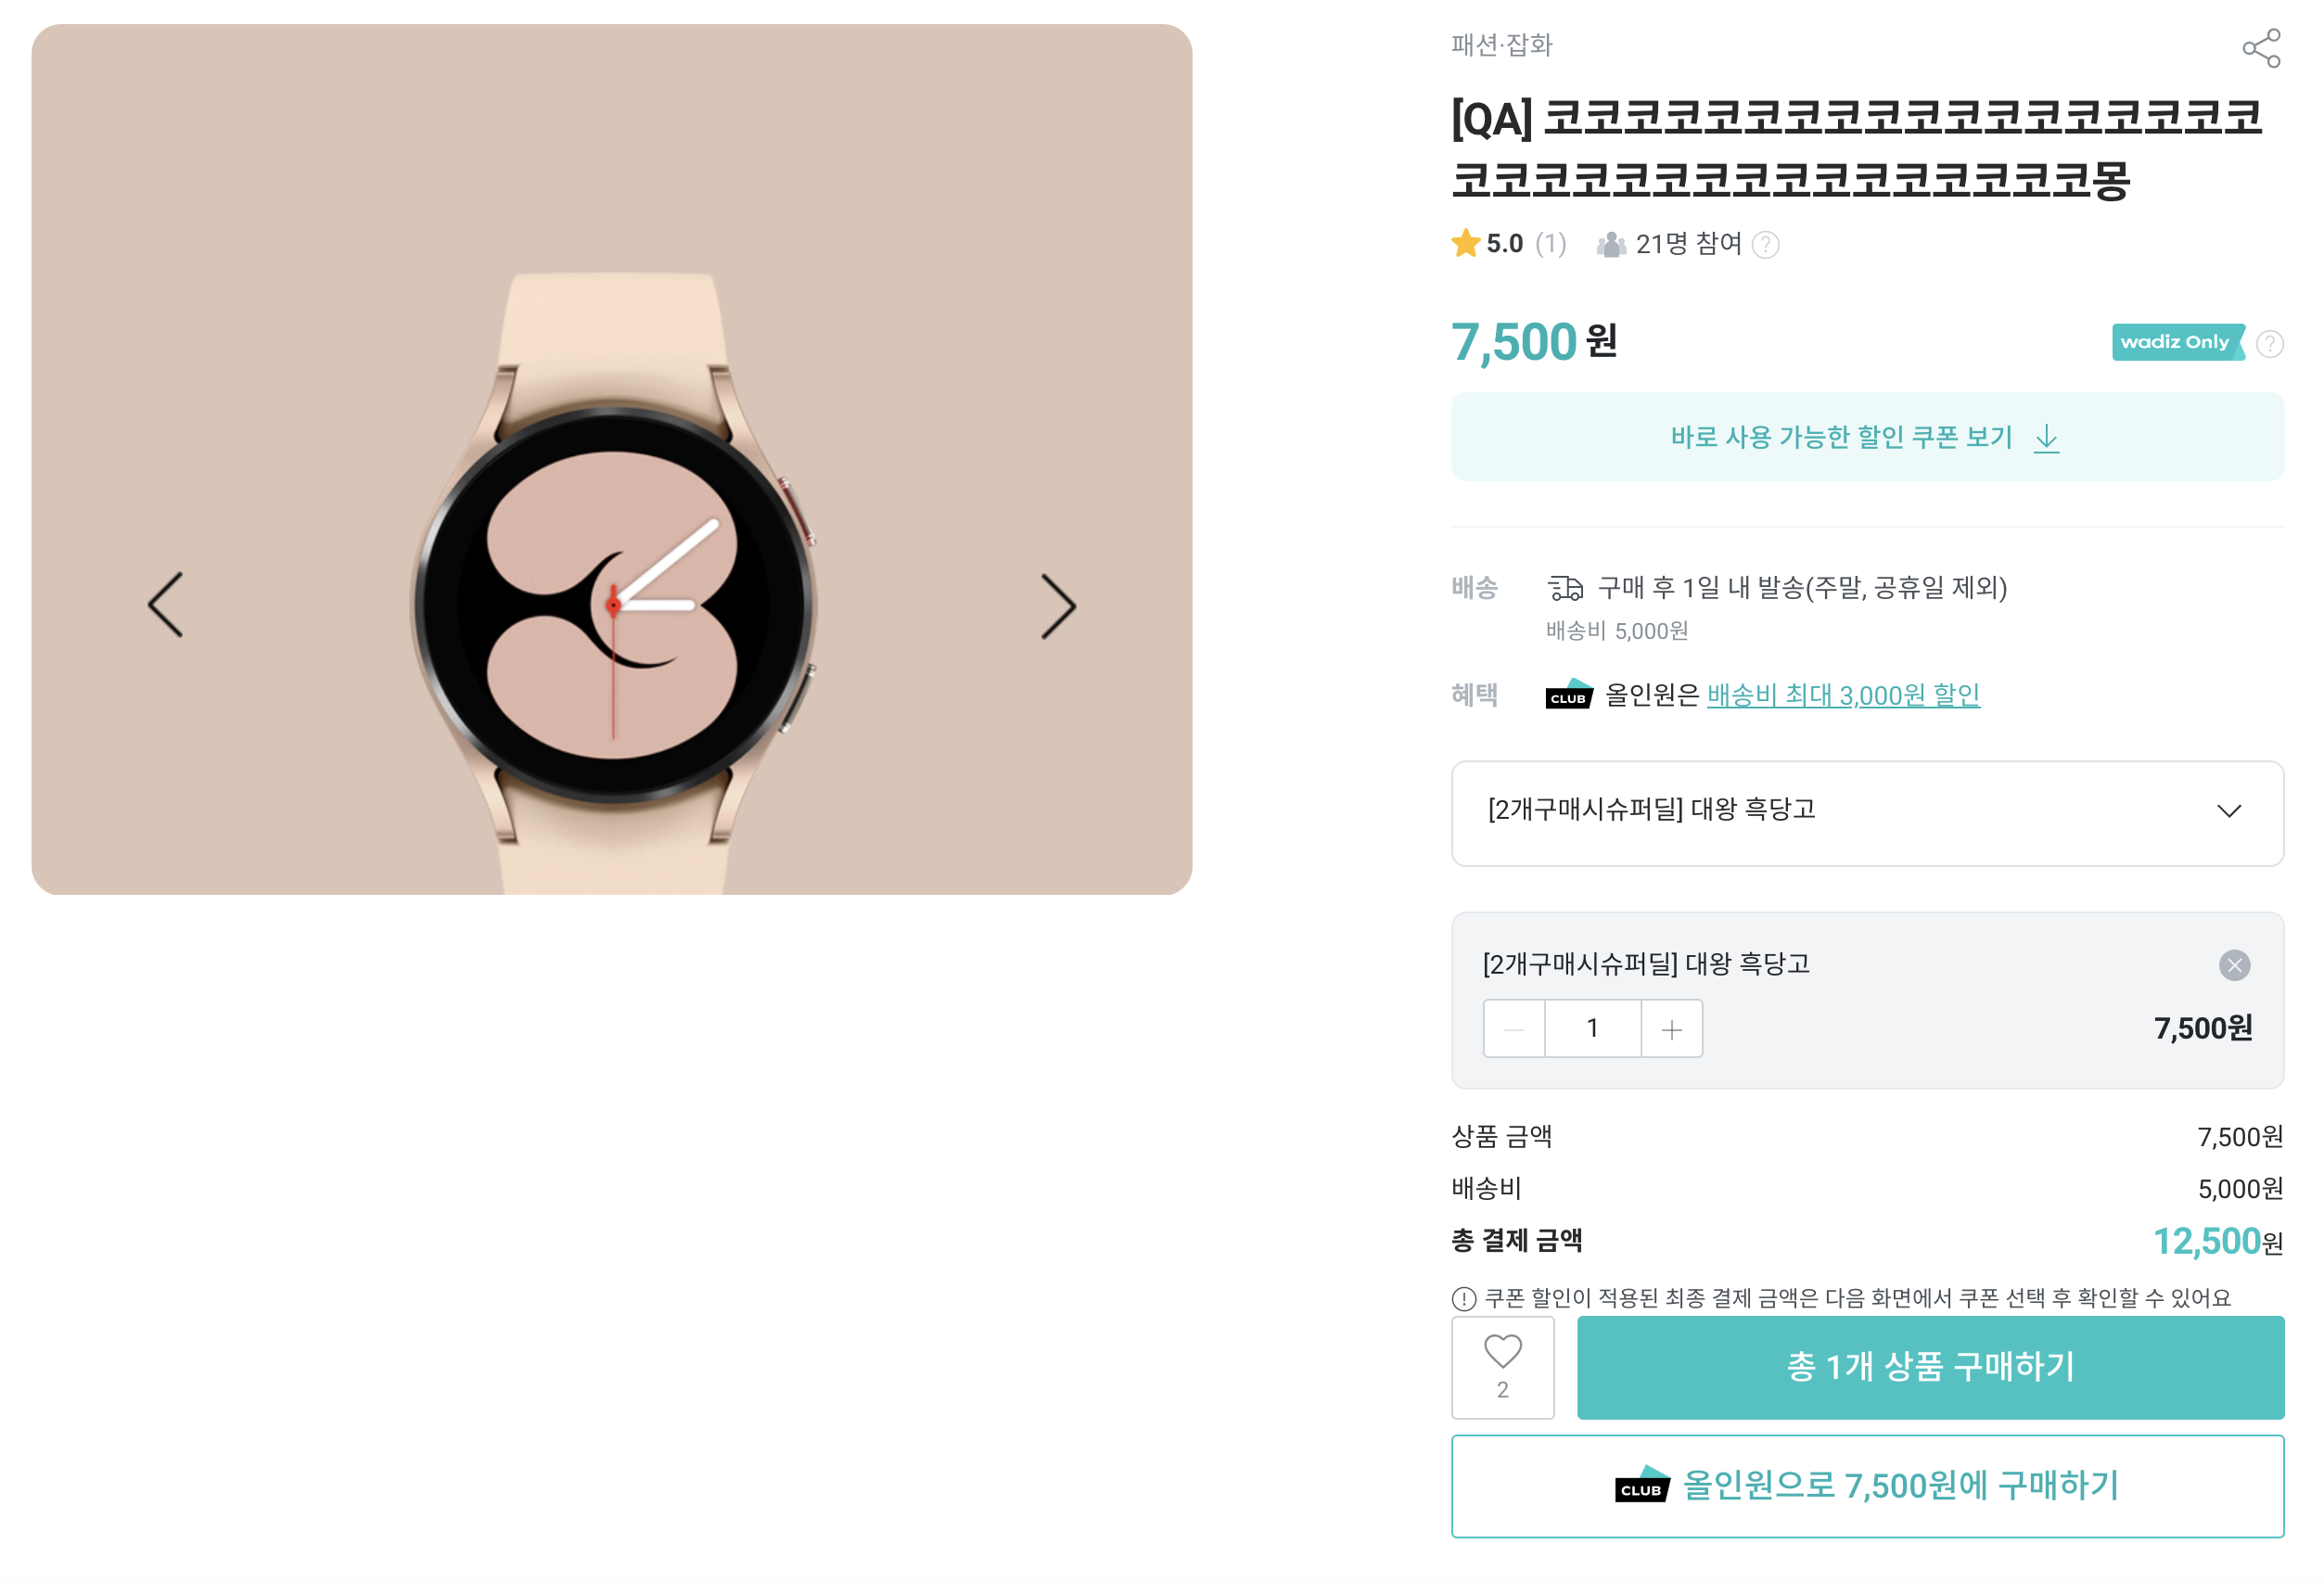 패션·잡화
[QA] 코코코코코코코코코코코코코코코코코코
코코코코코코코코코코코코코코코코몽
5.0 (1) 21명 참여 ?
7,500 원
wadiz Only ?
바로 사용 가능한 할인 쿠폰 보기
배송 구매 후 1일 내 발송(주말, 공휴일 제외)
배송비 5,000원
혜택 CLUB 올인원은 배송비 최대 3,000원 할인
[2개구매시슈퍼딜] 대왕 흑당고
[2개구매시슈퍼딜] 대왕 흑당고
1 7,500원
상품 금액 7,500원
배송비 5,000원
총 결제 금액 12,500원
쿠폰 할인이 적용된 최종 결제 금액은 다음 화면에서 쿠폰 선택 후 확인할 수 있어요
2
총 1개 상품 구매하기
CLUB 올인원으로 7,500원에 구매하기